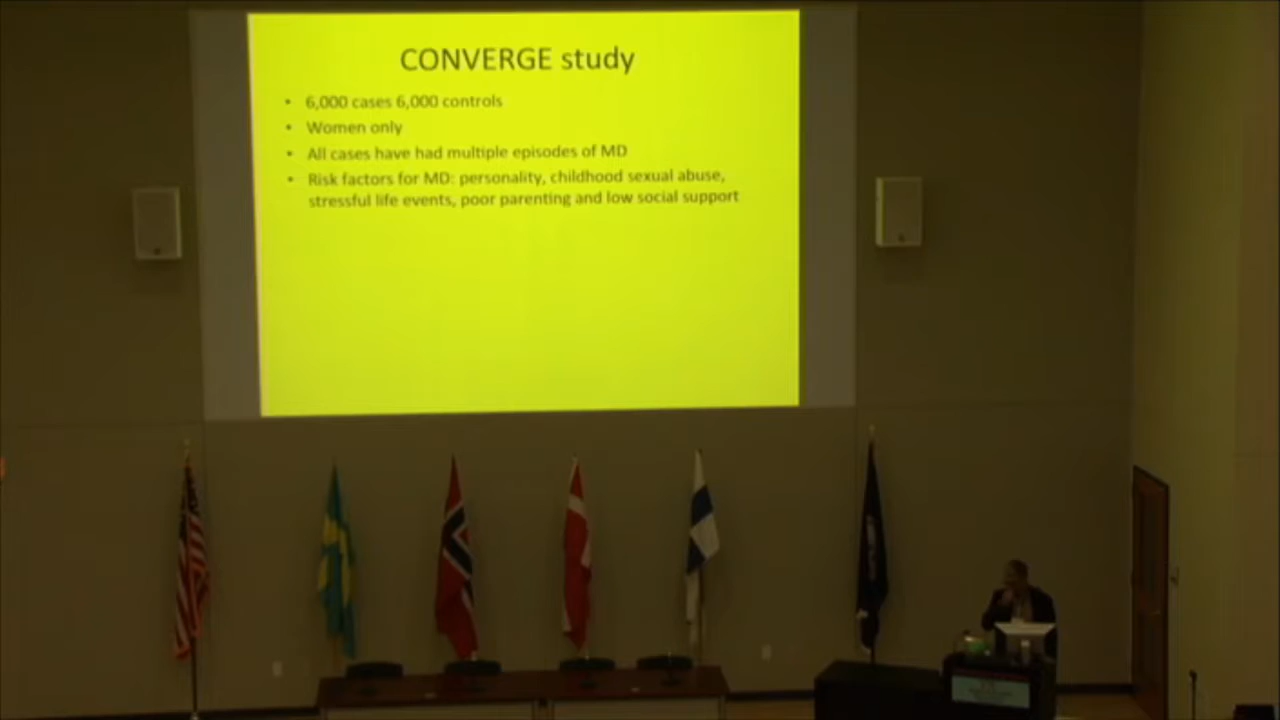 CONVERGE study
• 6,000 cases 6,000 controls
• Women only
• All cases have had multiple episodes of MD
• Risk factors for MD: personality, childhood sexual abuse,
stressful life events, poor parenting and low social support